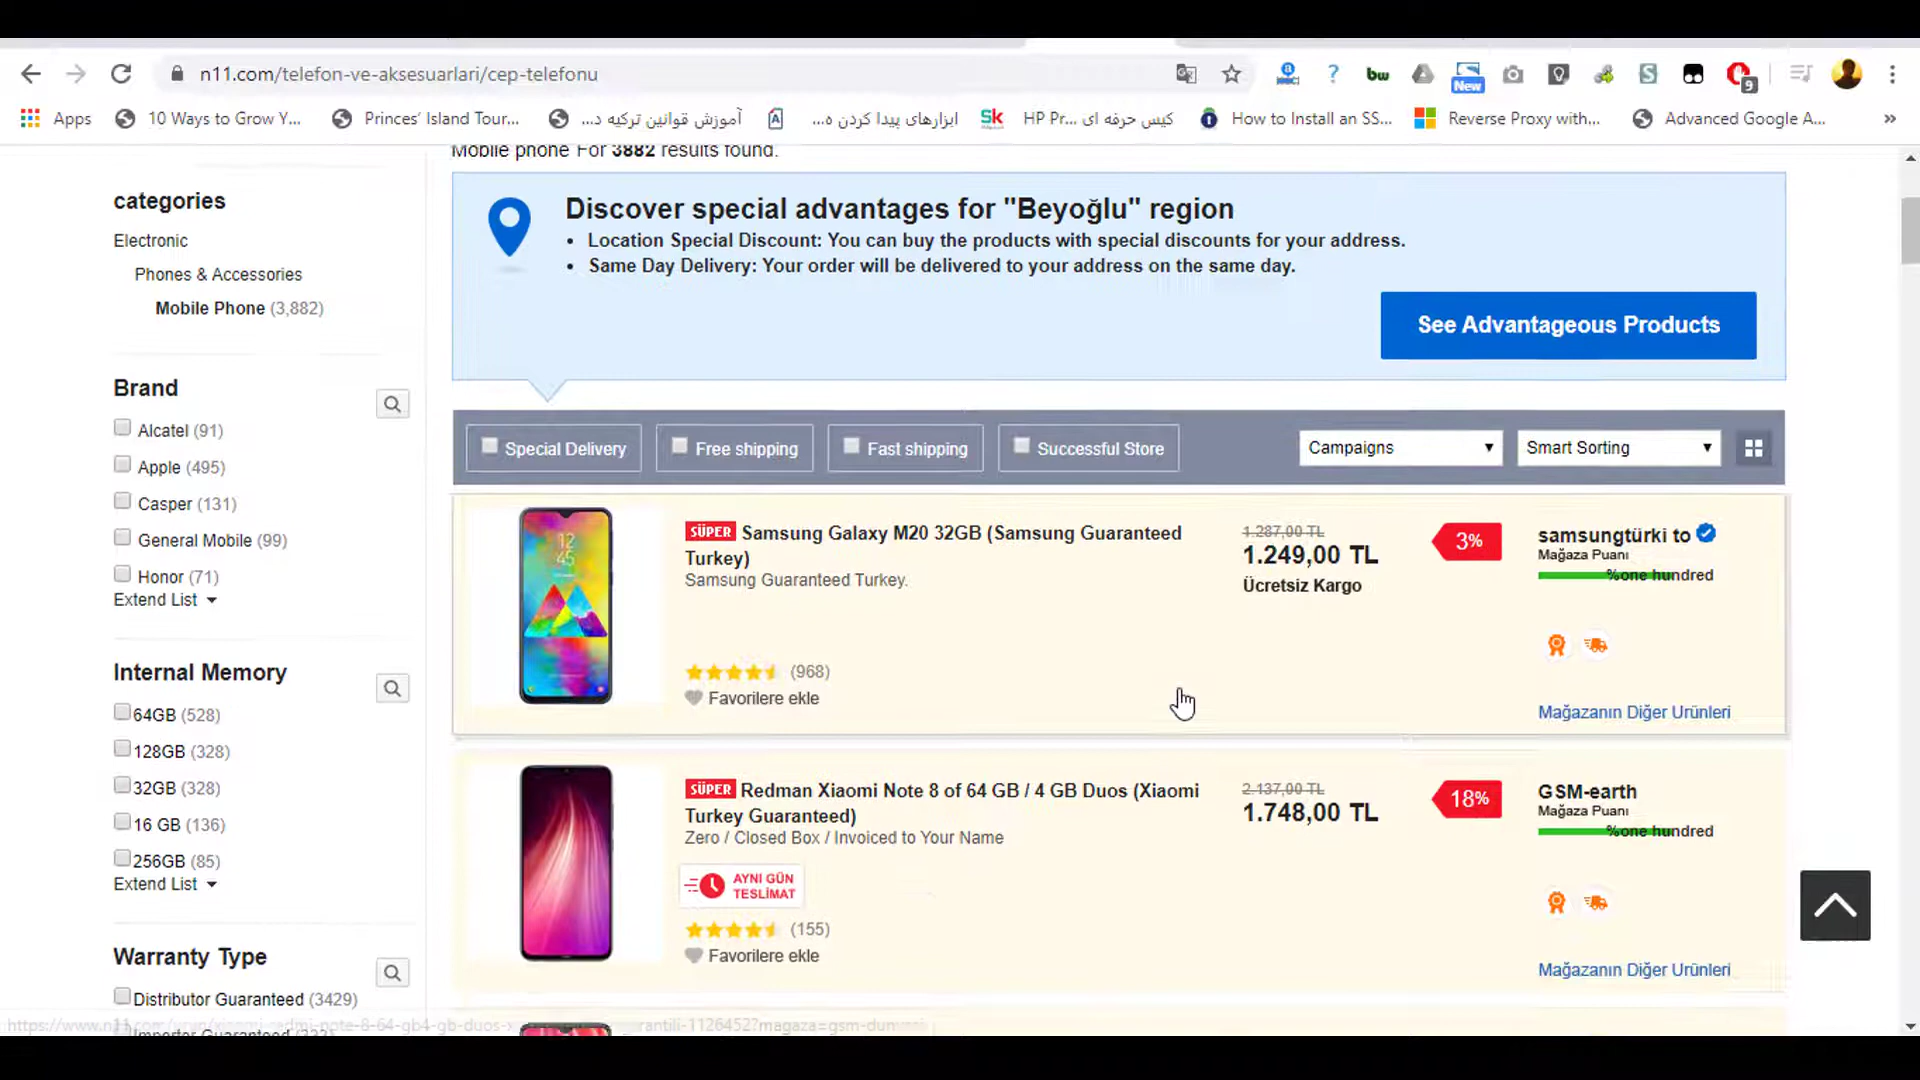 n11.com/telefon-ve-aksesuarlari/cep-telefonu
New
9
Apps
10 Ways to Grow Y...
Princes' Island Tour...
آموزش قوانین ترکیه د...
ابزارهای پیدا کردن ه...
کیس حرفه ای HP Pr...
How to Install an SS...
Reverse Proxy with...
Advanced Google A...
»
Mobile phone For 3882 results found.
categories
Electronic
Phones & Accessories
Mobile Phone (3,882)
Brand
Alcatel (91)
Apple (495)
Casper (131)
General Mobile (99)
Honor (71)
Extend List
Internal Memory
64GB (528)
128GB (328)
32GB (328)
16 GB (136)
256GB (85)
Extend List
Warranty Type
Distributor Guaranteed (3429)
Discover special advantages for "Beyoğlu" region
• Location Special Discount: You can buy the products with special discounts for your address.
• Same Day Delivery: Your order will be delivered to your address on the same day.
See Advantageous Products
Special Delivery
Free shipping
Fast shipping
Successful Store
Campaigns
Smart Sorting
SÜPER Samsung Galaxy M20 32GB (Samsung Guaranteed
Turkey)
Samsung Guaranteed Turkey.
(968)
Favorilere ekle
1.287,00 TL
1.249,00 TL
Ücretsiz Kargo
3%
samsungtürki to
Mağaza Puanı
%one hundred
Mağazanın Diğer Ürünleri
SÜPER Redman Xiaomi Note 8 of 64 GB / 4 GB Duos (Xiaomi
Turkey Guaranteed)
Zero / Closed Box / Invoiced to Your Name
AYNI GÜN
TESLİMAT
(155)
Favorilere ekle
2.137,00 TL
1.748,00 TL
18%
GSM-earth
Mağaza Puanı
%one hundred
Mağazanın Diğer Ürünleri